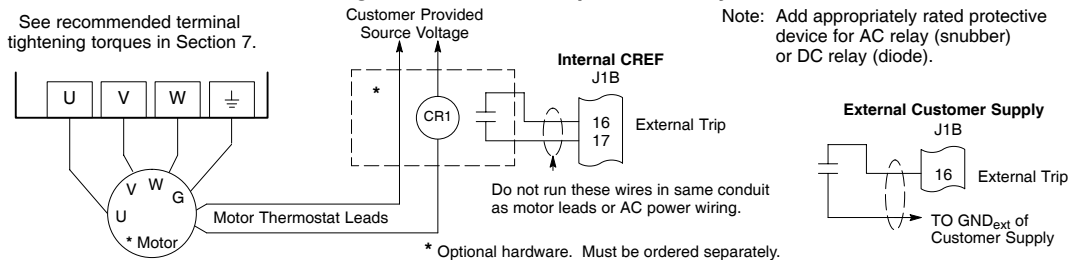 See recommended terminal
tightening torques in Section 7.
U
V
W
V
W
G
U
* Motor
Motor Thermostat Leads
Customer Provided
Source Voltage
*
CR1
Internal CREF
J1B
16
17
External Trip
Do not run these wires in same conduit
as motor leads or AC power wiring.
* Optional hardware. Must be ordered separately.
Note: Add appropriately rated protective
device for AC relay (snubber)
or DC relay (diode).
External Customer Supply
J1B
16
External Trip
TO GNDext of
Customer Supply